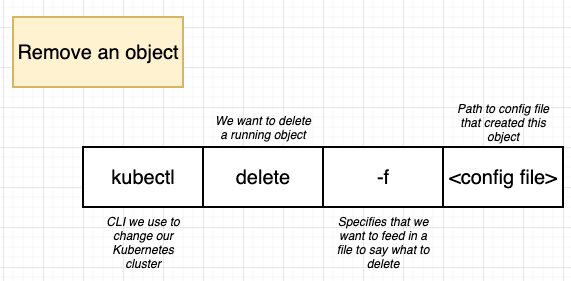 Remove an object
We want to delete
a running object
Path to config file
that created this
object
kubectl
delete
-f
<config file>
CLI we use to
change our
Kubernetes
cluster
Specifies that we
want to feed in a
file to say what to
delete